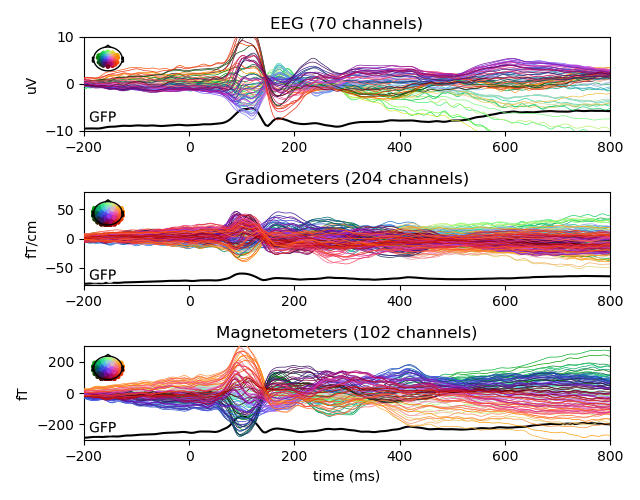 EEG (70 channels)
10
0
−10
uV
GFP
−200 0 200 400 600 800
Gradiometers (204 channels)
50
0
−50
fT/cm
GFP
−200 0 200 400 600 800
Magnetometers (102 channels)
200
0
−200
fT
GFP
−200 0 200 400 600 800
time (ms)